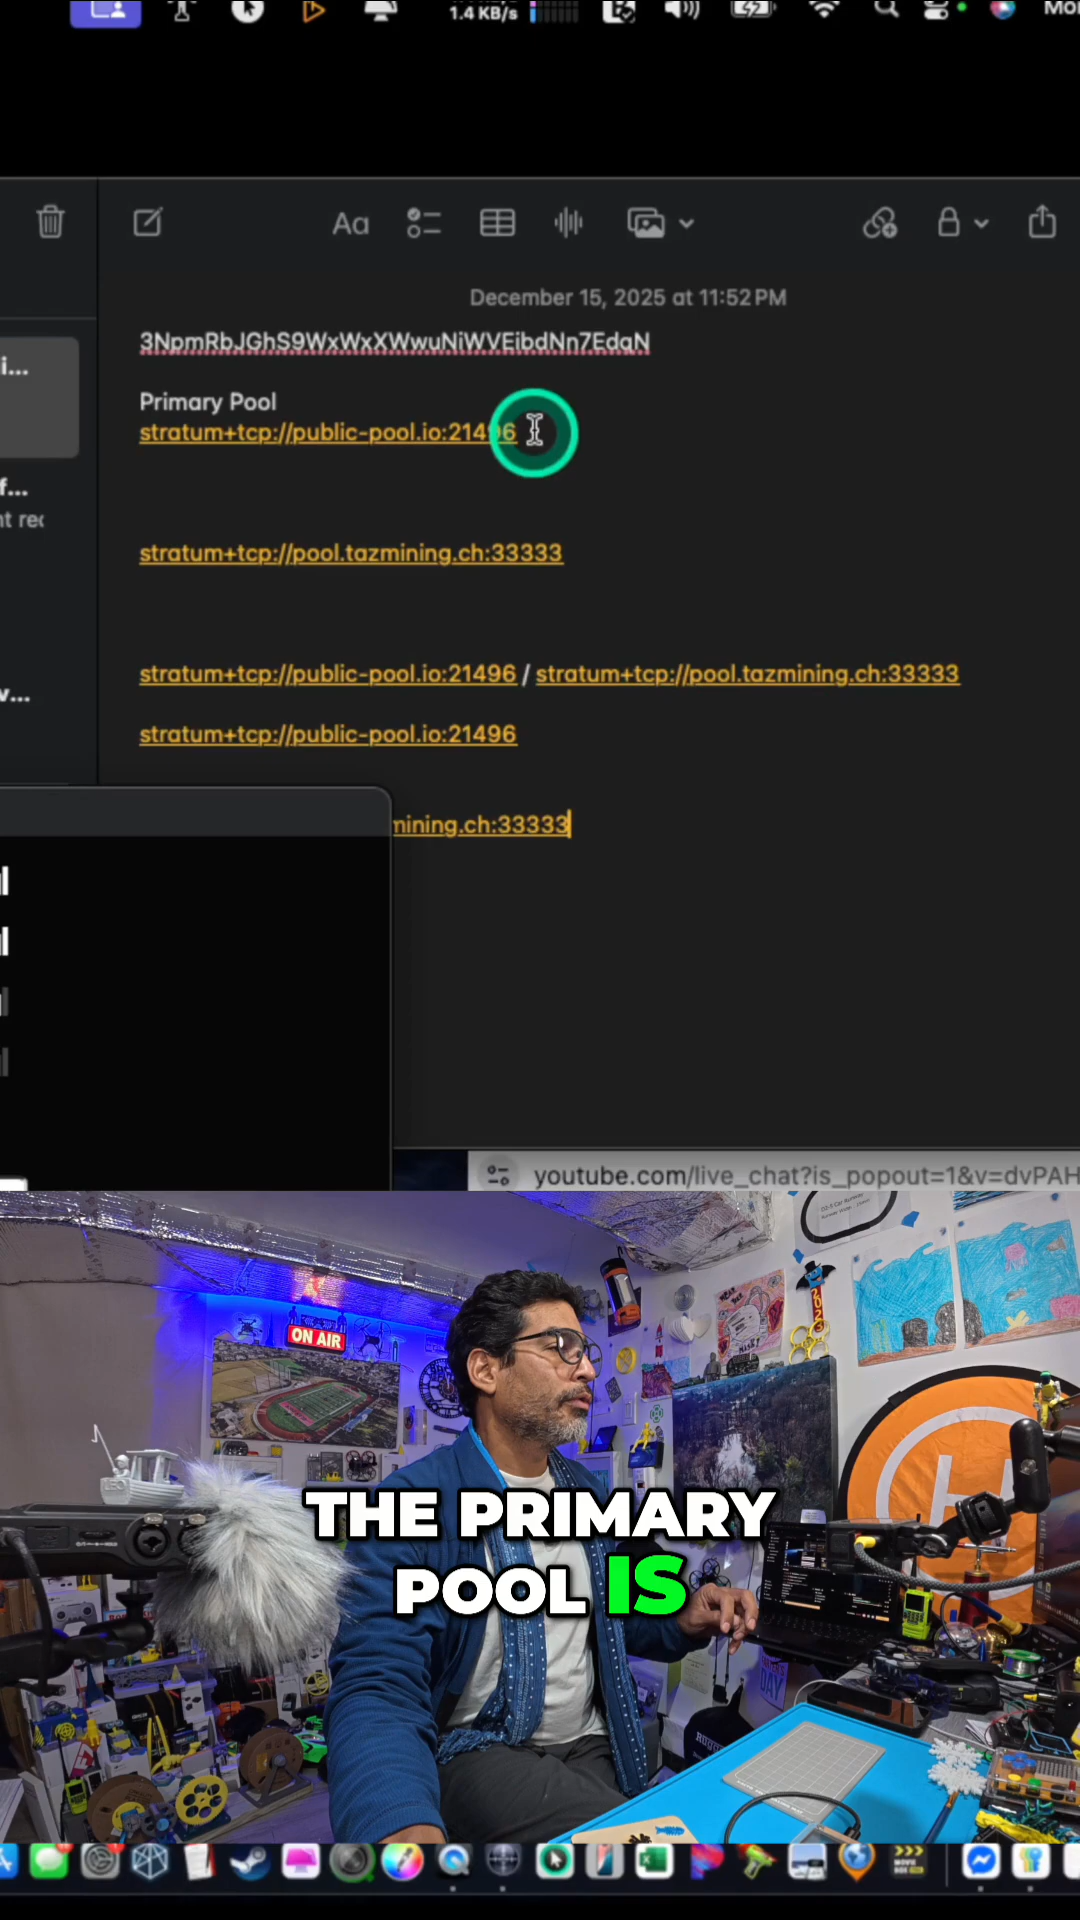 1.4 KB/s
Mon
December 15, 2025 at 11:52 PM
3NpmRbJGhS9WxWxXWwuNiWVEibdNn7EdaN
Primary Pool
stratum+tcp://public-pool.io:21496
stratum+tcp://pool.tazmining.ch:33333
stratum+tcp://public-pool.io:21496 / stratum+tcp://pool.tazmining.ch:33333
stratum+tcp://public-pool.io:21496
mining.ch:33333
Aa
i...
f...
v...
youtube.com/live_chat?is_popout=1&v=dvPAH
ON AIR
2023
H
THE PRIMARY
POOL IS